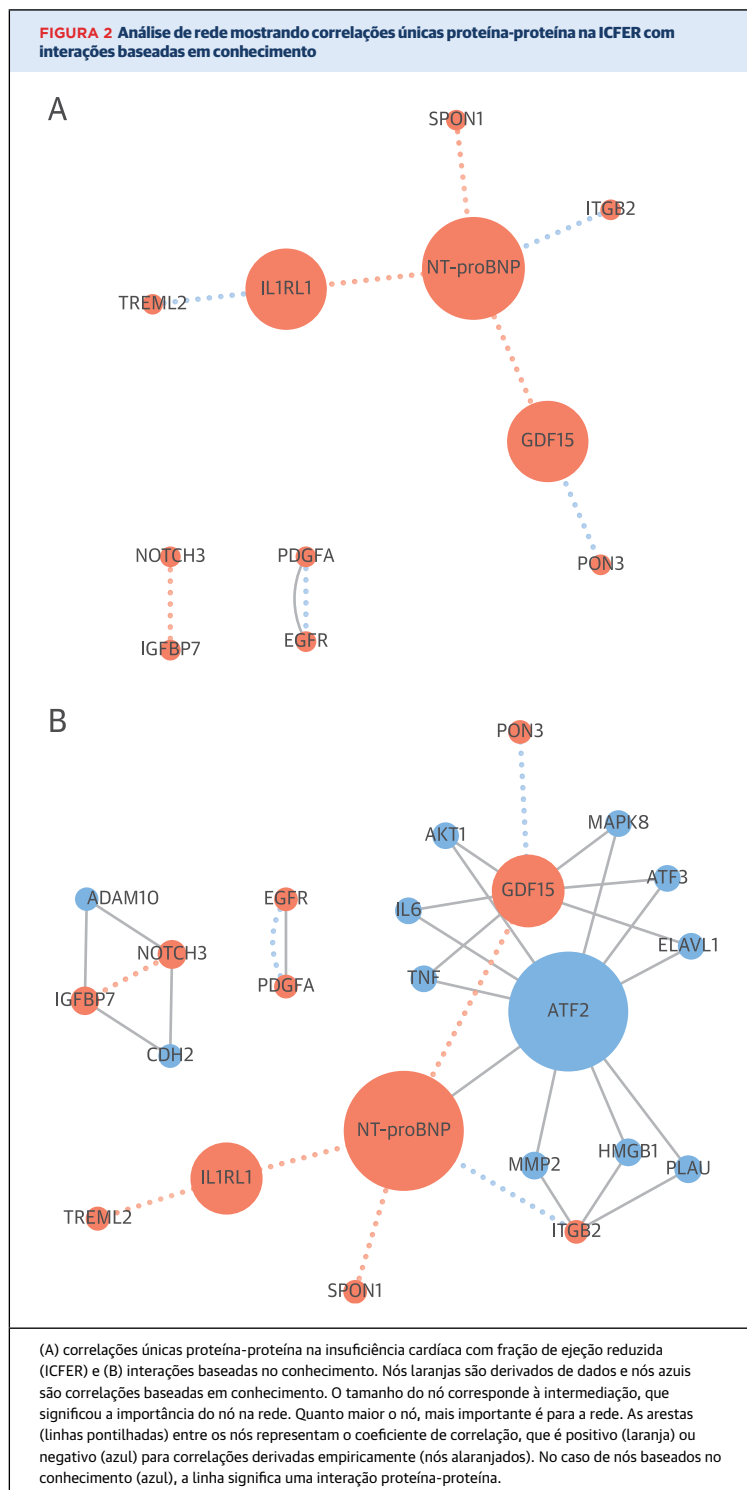 FIGURA 2 Análise de rede mostrando correlações únicas proteína-proteína na ICFER com
interações baseadas em conhecimento
A
SPON1
ITGB2
NT-proBNP
IL1RL1
TREML2
GDF15
NOTCH3
PDGFA
PON3
IGFBP7
EGFR
B
PON3
AKT1
MAPK8
ADAM10
EGFR
GDF15
ATF3
IL6
NOTCH3
ELAVL1
TNF
PDGFA
IGFBP7
ATF2
CDH2
NT-proBNP
HMGB1
MMP2
PLAU
IL1RL1
TREML2
ITGB2
SPON1
(A) correlações únicas proteína-proteína na insuficiência cardíaca com fração de ejeção reduzida
(ICFER) e (B) interações baseadas no conhecimento. Nós laranjas são derivados de dados e nós azuis
são correlações baseadas em conhecimento. O tamanho do nó corresponde à intermediação, que
significou a importância do nó na rede. Quanto maior o nó, mais importante é para a rede. As arestas
(linhas pontilhadas) entre os nós representam o coeficiente de correlação, que é positivo (laranja) ou
negativo (azul) para correlações derivadas empiricamente (nós alaranjados). No caso de nós baseados no
conhecimento (azul), a linha significa uma interação proteína-proteína.